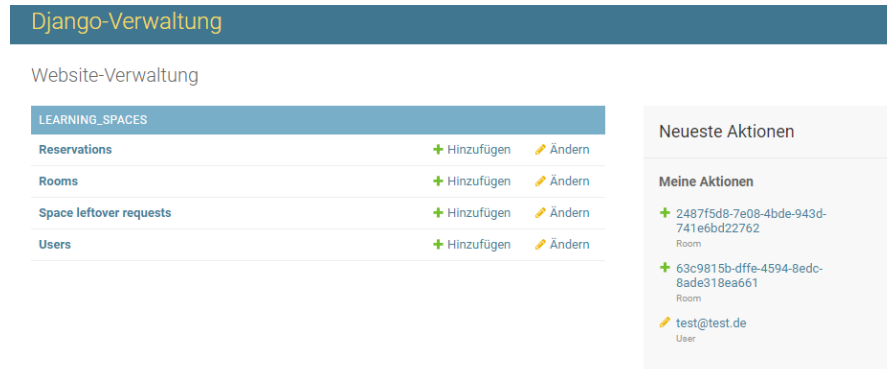 Django-Verwaltung
Website-Verwaltung
LEARNING_SPACES
Reservations Hinzufügen Ändern
Rooms Hinzufügen Ändern
Space leftover requests Hinzufügen Ändern
Users Hinzufügen Ändern
Neueste Aktionen
Meine Aktionen
2487f5d8-7e08-4bde-943d-
741e6bd22762
Room
63c9815b-dffe-4594-8edc-
8ade318ea661
Room
test@test.de
User